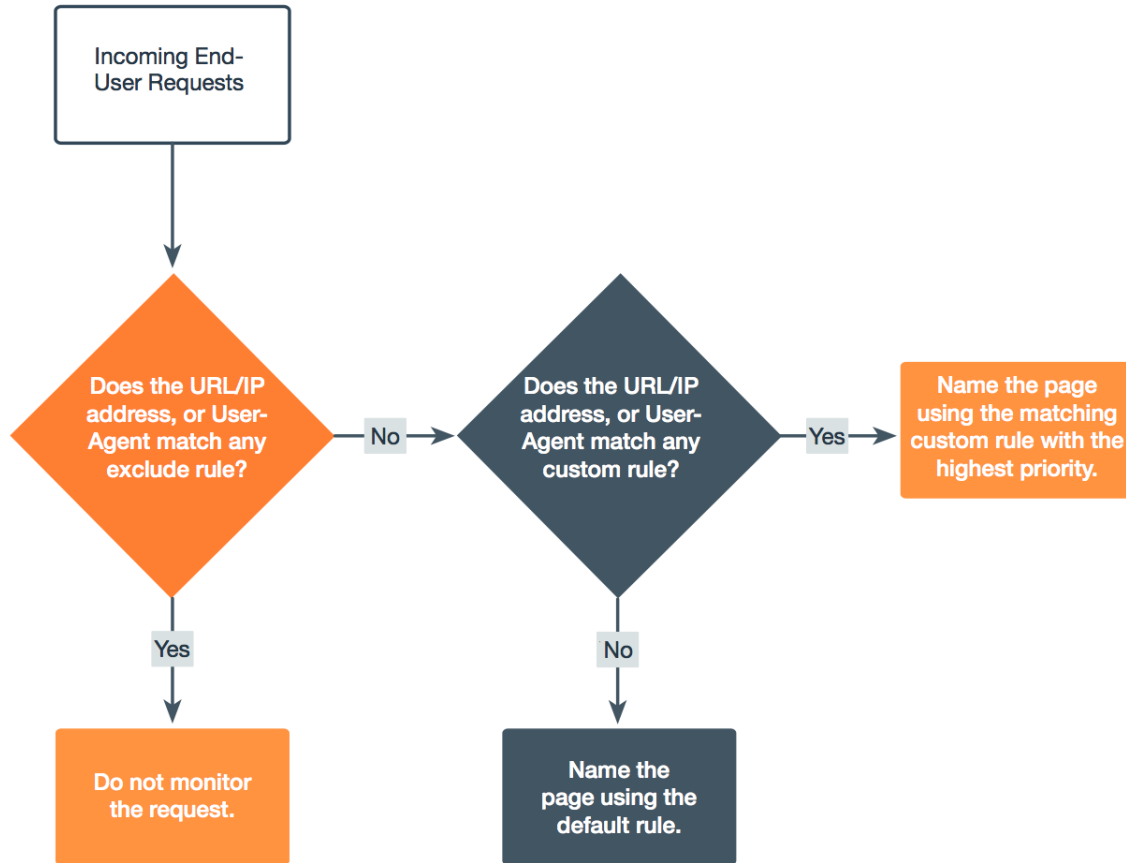 Incoming End-
User Requests
Does the URL/IP
address, or User-
Agent match any
exclude rule?
No
Does the URL/IP
address, or User-
Agent match any
custom rule?
Yes
Name the page
using the matching
custom rule with the
highest priority.
Yes
No
Do not monitor
the request.
Name the
page using the
default rule.